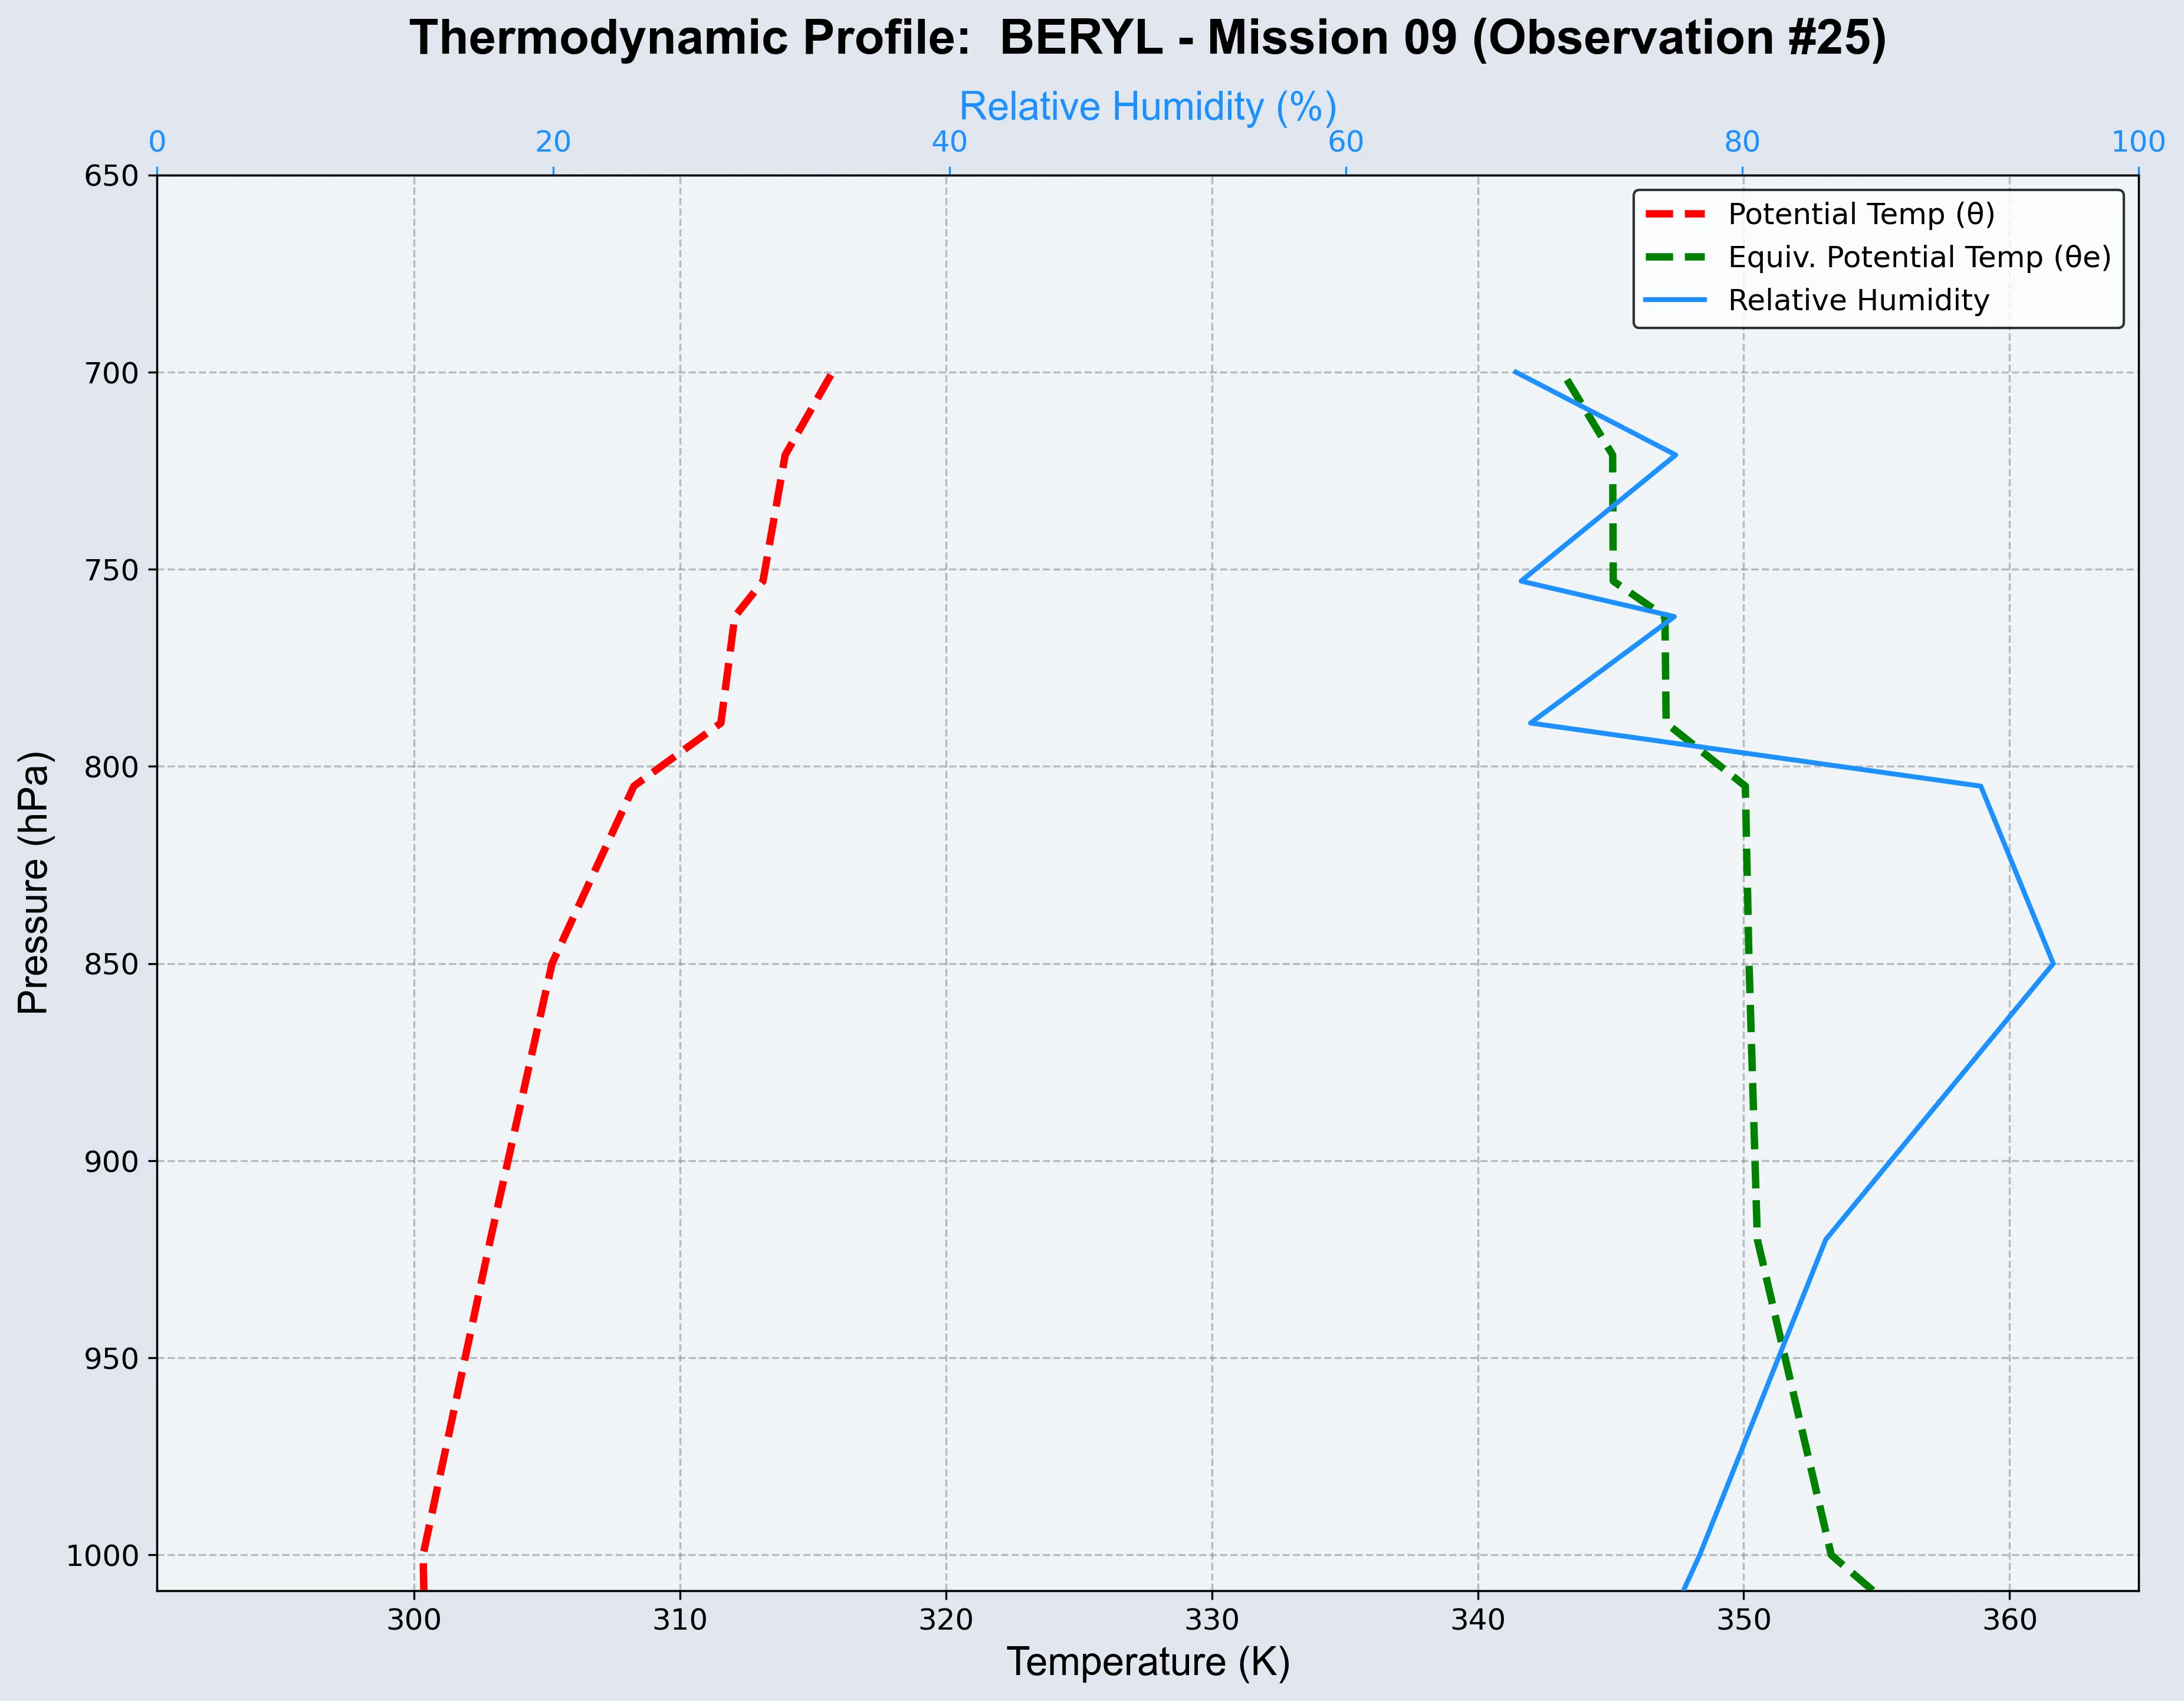 Thermodynamic Profile:  BERYL - Mission 09 (Observation #25)
Relative Humidity (%)
0 20 40 60 80 100
Potential Temp (θ)
Equiv. Potential Temp (θe)
Relative Humidity
Pressure (hPa)
650
700
750
800
850
900
950
1000
300 310 320 330 340 350 360
Temperature (K)